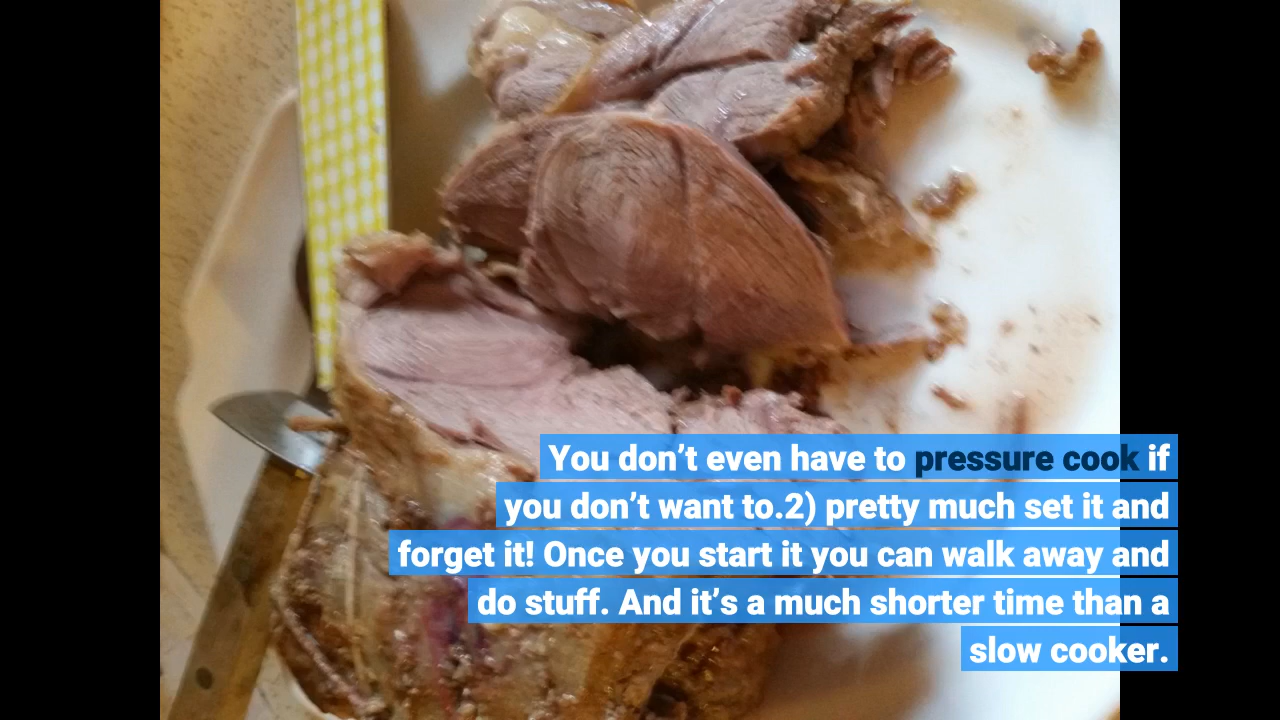 You don’t even have to pressure cook if
you don’t want to.2) pretty much set it and
forget it! Once you start it you can walk away and
do stuff. And it’s a much shorter time than a
slow cooker.